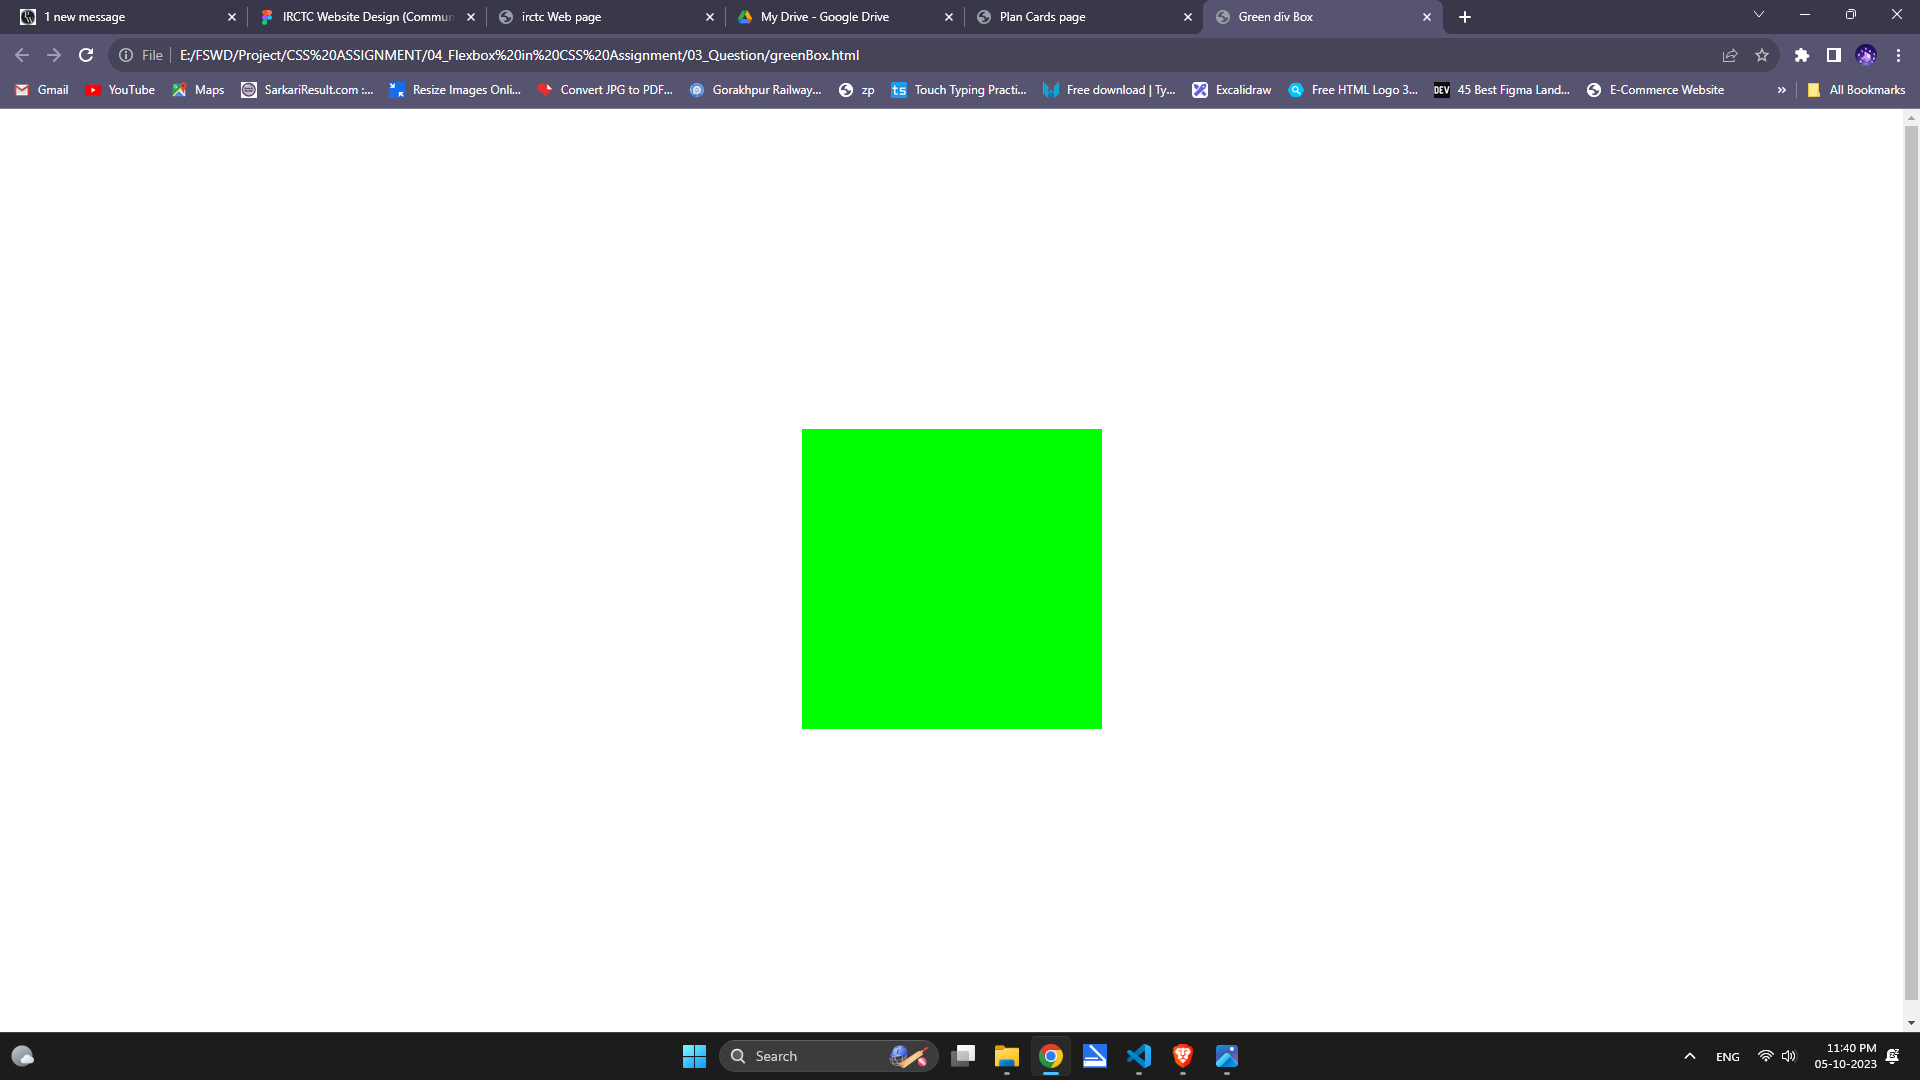 1 new message
IRCTC Website Design (Commun
irctc Web page
My Drive - Google Drive
Plan Cards page
Green div Box
File
E:/FSWD/Project/CSS%20ASSIGNMENT/04_Flexbox%20in%20CSS%20Assignment/03_Question/greenBox.html
Gmail
YouTube
Maps
SarkariResult.com :...
Resize Images Onli...
Convert JPG to PDF...
Gorakhpur Railway...
zp
ts
Touch Typing Practi...
Free download | Ty...
Excalidraw
Free HTML Logo 3...
DEV
45 Best Figma Land...
E-Commerce Website
»
All Bookmarks
Search
ENG
11:40 PM
05-10-2023